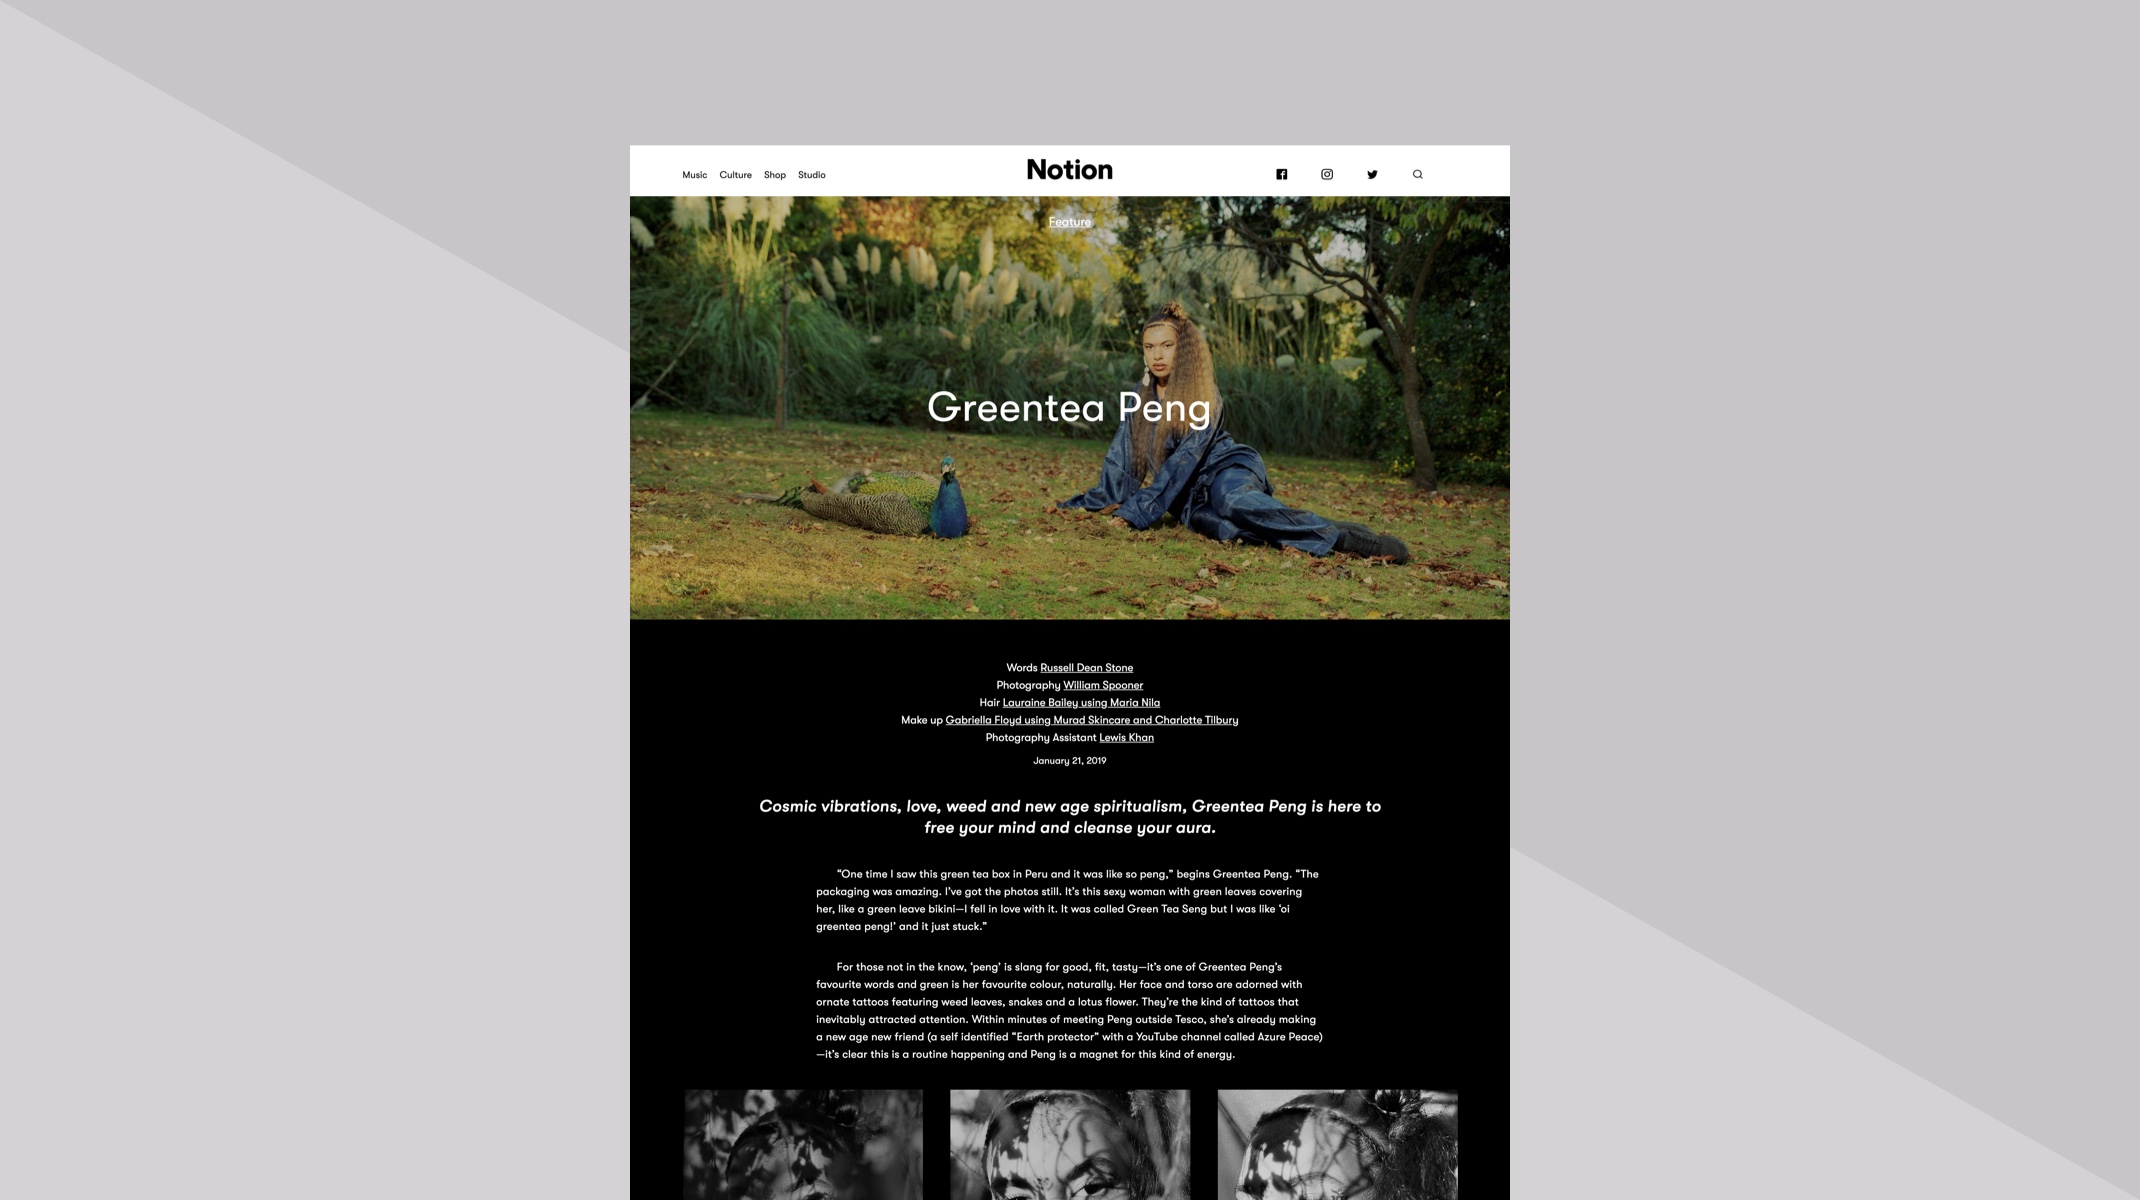 Music Culture Shop Studio
Notion
Feature
Greentea Peng
Words Russell Dean Stone
Photography William Spooner
Hair Lauraine Bailey using Maria Nila
Make up Gabriella Floyd using Murad Skincare and Charlotte Tilbury
Photography Assistant Lewis Khan
January 21, 2019
Cosmic vibrations, love, weed and new age spiritualism, Greentea Peng is here to
free your mind and cleanse your aura.
“One time I saw this green tea box in Peru and it was like so peng,” begins Greentea Peng. “The
packaging was amazing. I’ve got the photos still. It’s this sexy woman with green leaves covering
her, like a green leave bikini—I fell in love with it. It was called Green Tea Seng but I was like ‘oi
greentea peng!’ and it just stuck.”
For those not in the know, ‘peng’ is slang for good, fit, tasty—it’s one of Greentea Peng’s
favourite words and green is her favourite colour, naturally. Her face and torso are adorned with
ornate tattoos featuring weed leaves, snakes and a lotus flower. They’re the kind of tattoos that
inevitably attracted attention. Within minutes of meeting Peng outside Tesco, she’s already making
a new age new friend (a self identified “Earth protector” with a YouTube channel called Azure Peace)
—it’s clear this is a routine happening and Peng is a magnet for this kind of energy.